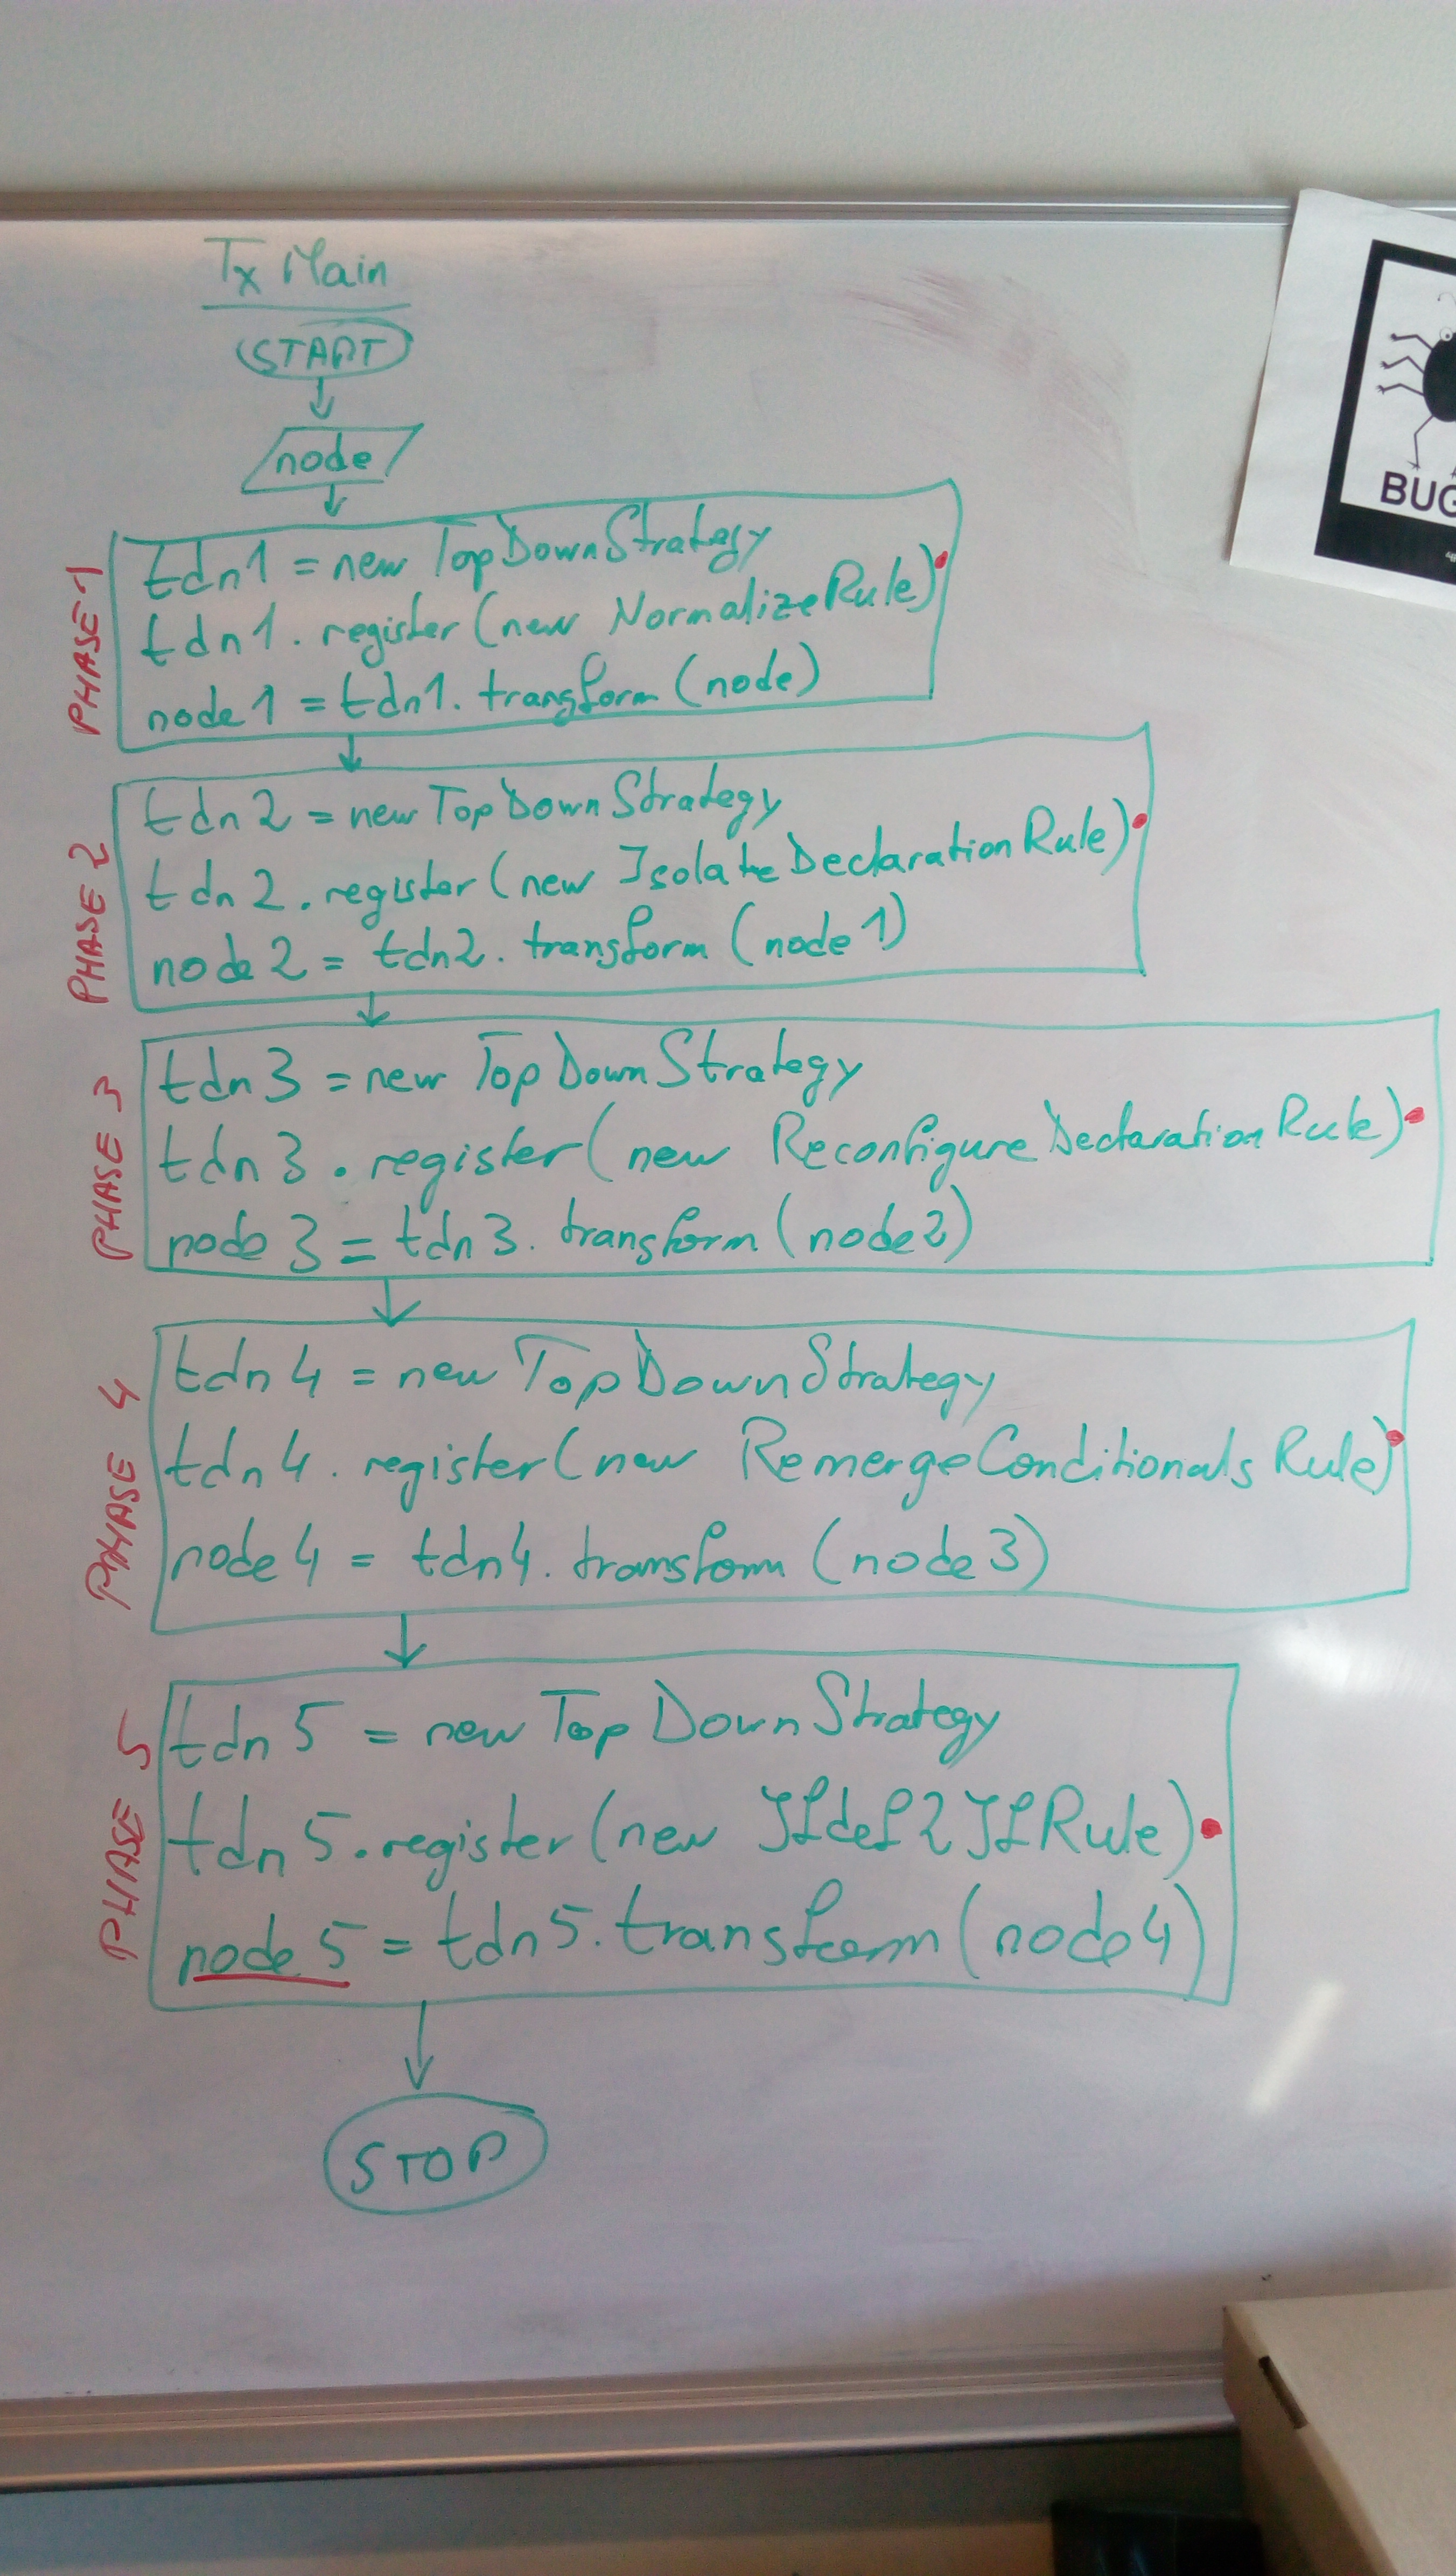 Tx Main
START
node
PHASE 1
tdn1 = new TopDownStrategy
tdn1.register(new NormalizeRule)
node1 = tdn1.transform(node)
PHASE 2
tdn2 = new TopDownStrategy
tdn2.register(new IsolateDeclarationRule)
node2 = tdn2.transform(node1)
PHASE 3
tdn3 = new TopDownStrategy
tdn3.register(new ReconfigureDeclarationRule)
node3 = tdn3.transform(node2)
PHASE 4
tdn4 = new TopDownStrategy
tdn4.register(new RemergeConditionalsRule)
node4 = tdn4.transform(node3)
PHASE 5
tdn5 = new TopDownStrategy
tdn5.register(new Ifdef2IfRule)
node5 = tdn5.transform(node4)
STOP
BUG